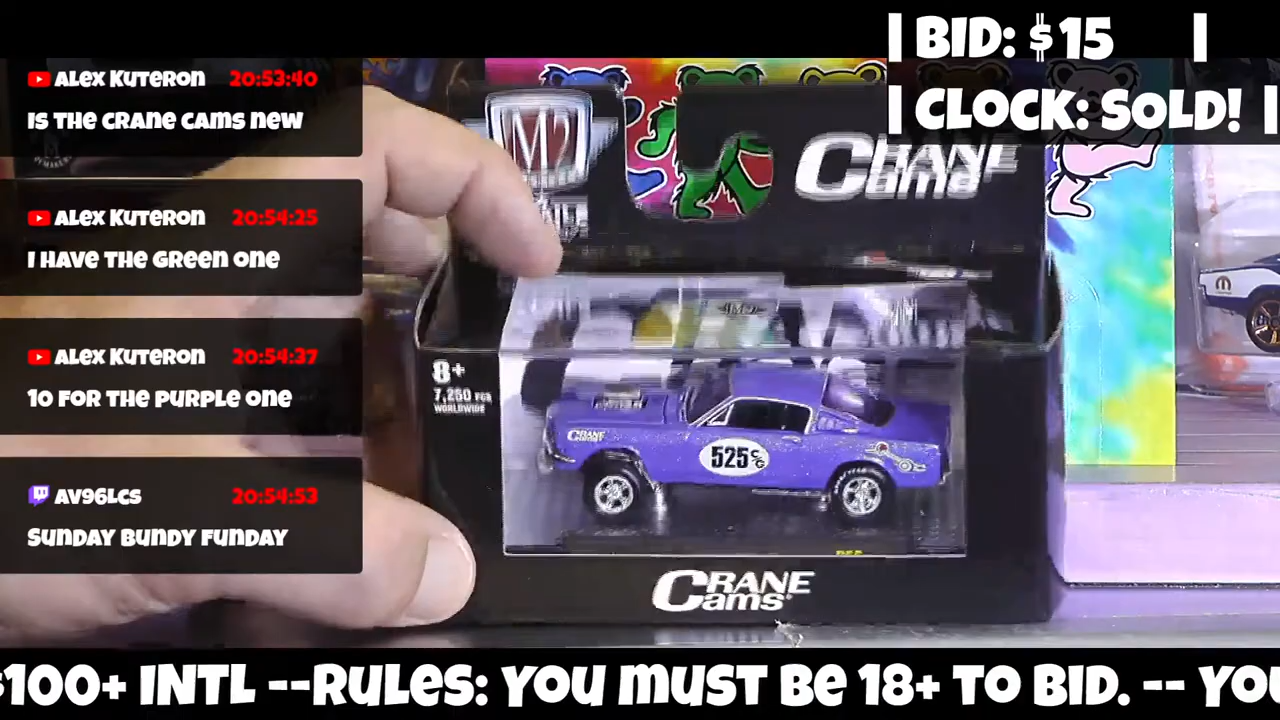 | BID: $15 |
| CLOCK: SOLD! |
ALEX KUTERON 20:53:40
IS THE CRANE CAMS NEW
ALEX KUTERON 20:54:25
I HAVE THE GREEN ONE
ALEX KUTERON 20:54:37
10 FOR THE PURPLE ONE
AV96LCS 20:54:53
SUNDAY BUNDY FUNDAY
M2
CRANE
Cams
8+
7,250 PCS
WORLDWIDE
CRANE
525 C/G
CRANE
Cams
$100+ INTL --RULES: YOU MUST BE 18+ TO BID. -- YOU